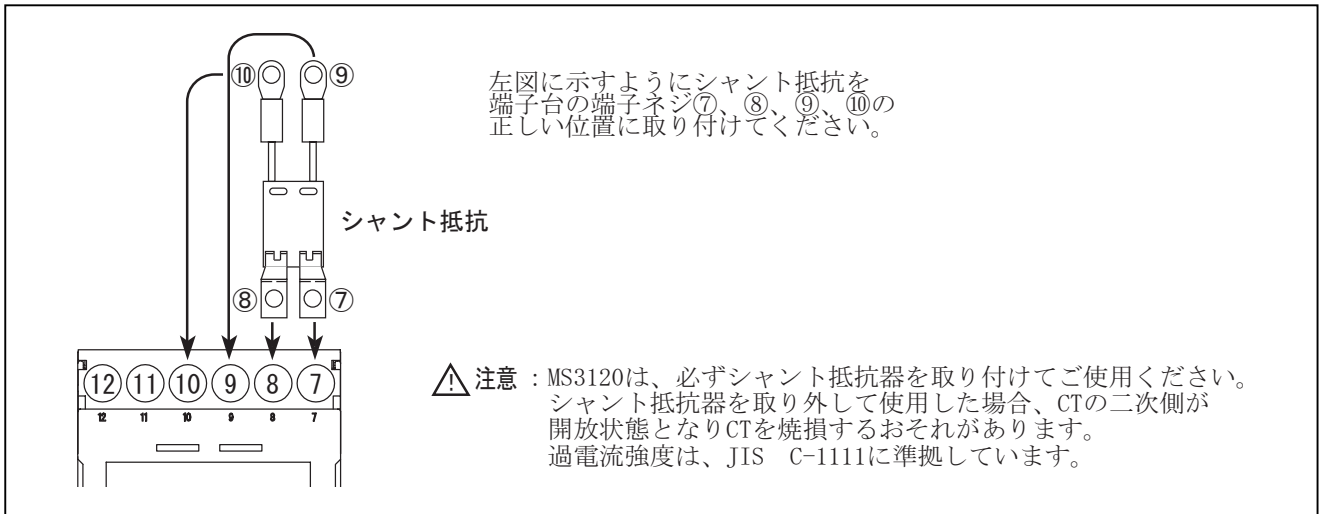 ⑩ ⑨
左図に示すようにシャント抵抗を
端子台の端子ネジ⑦、⑧、⑨、⑩の
正しい位置に取り付けてください。
シャント抵抗
⑧ ⑦
⑫ ⑪ ⑩ ⑨ ⑧ ⑦
12 11 10 9 8 7
注意：MS3120は、必ずシャント抵抗器を取り付けてご使用ください。
シャント抵抗器を取り外して使用した場合、CTの二次側が
開放状態となりCTを焼損するおそれがあります。
過電流強度は、JIS　C-1111に準拠しています。